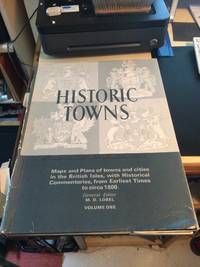 HISTORIC
TOWNS
Maps and Plans of towns and cities
in the British Isles, with Historical
Commentaries, from Earliest Times
to circa 1800
General Editor
M. D. LOBEL
VOLUME ONE